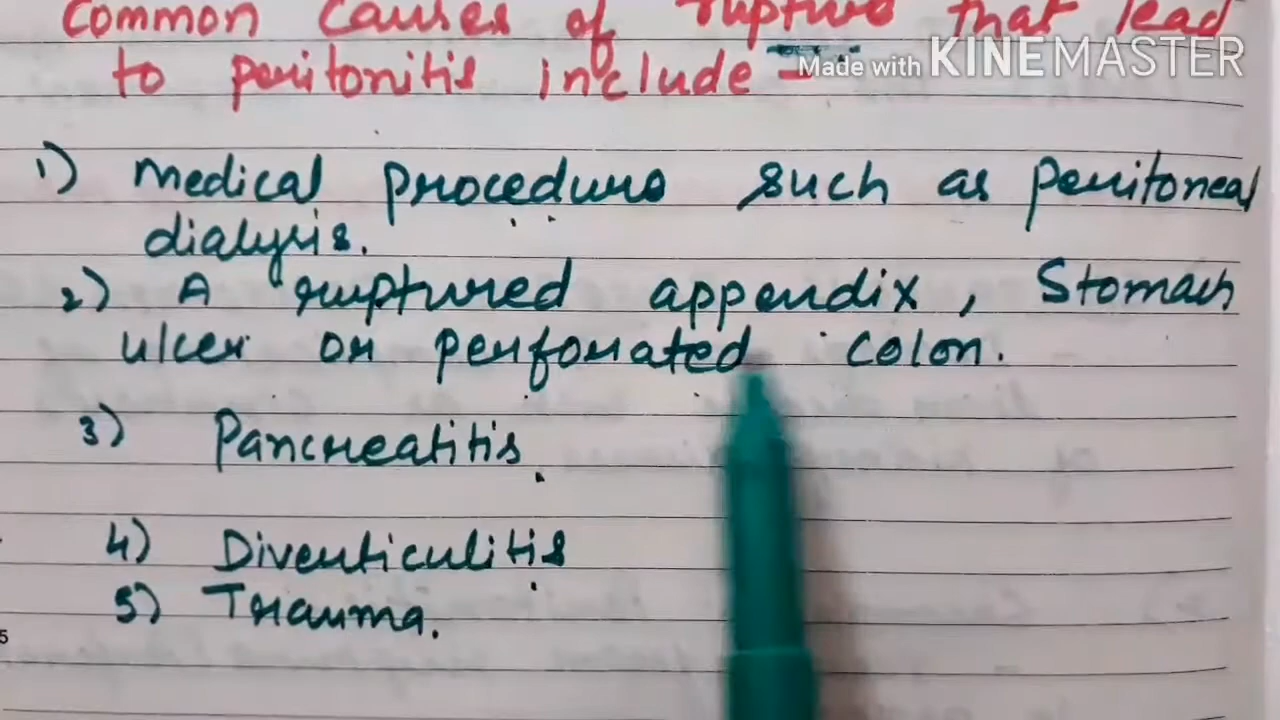 Common Causes of rupture that lead
to peritonitis include –
Made with KINEMASTER
1) Medical procedure such as peritoneal
dialysis.
2) A ruptured appendix, Stomach
ulcer or perforated colon.
3) Pancreatitis.
4) Diverticulitis
5) Trauma.
5